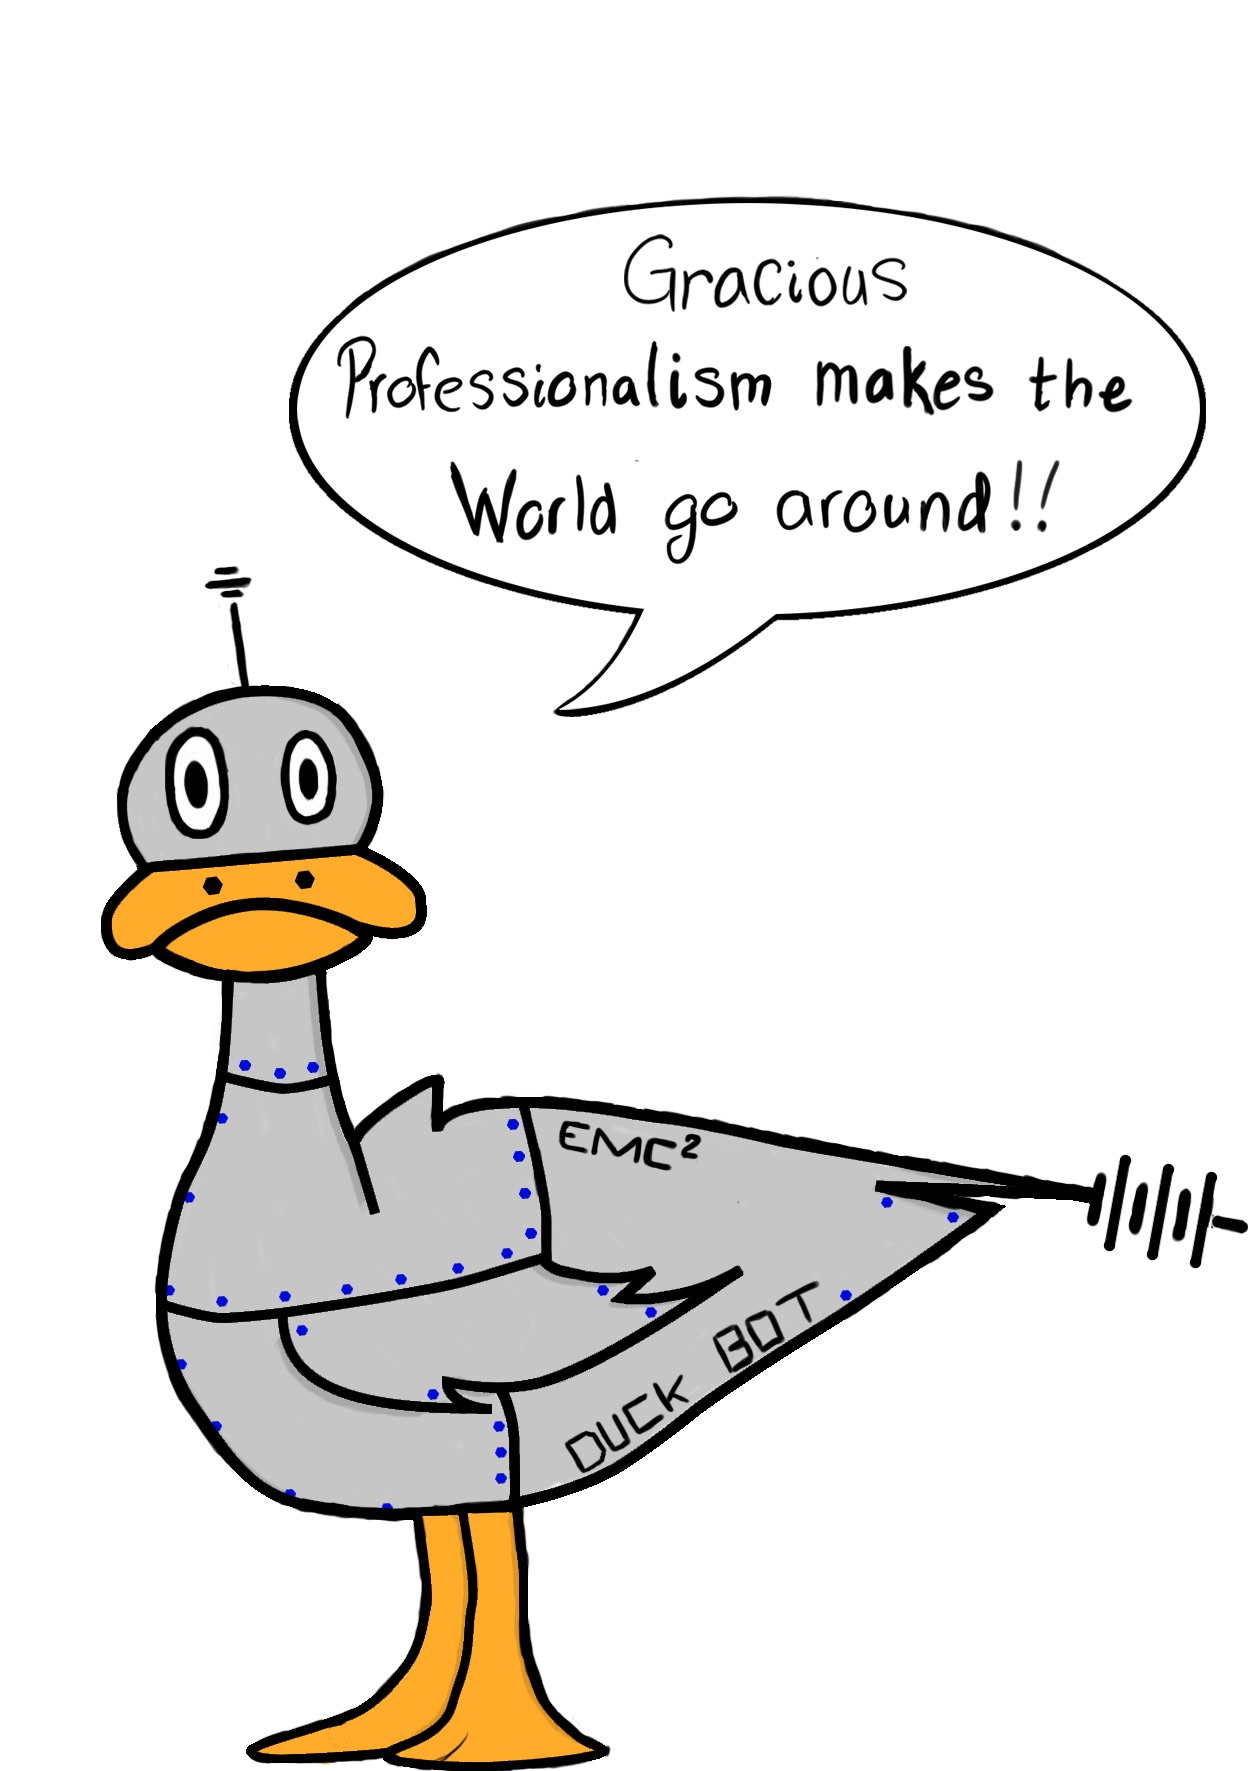 Gracious
Professionalism makes the
World go around!!
EMC²
DUCK BOT